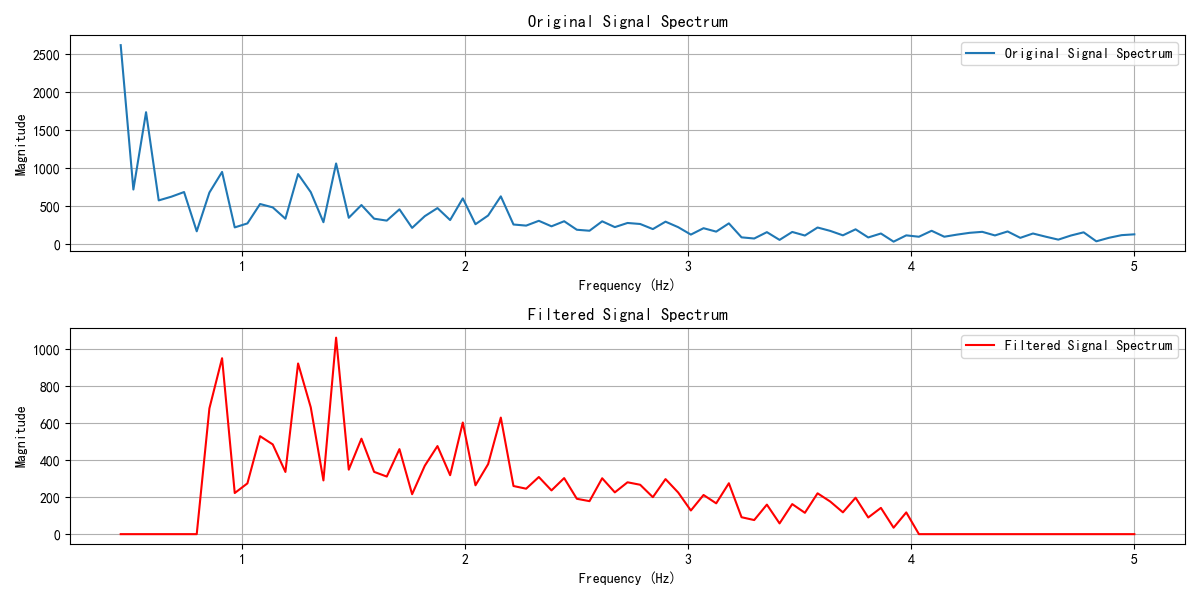 Original Signal Spectrum
Original Signal Spectrum
2500
2000
1500
1000
500
0
Magnitude
1 2 3 4 5
Frequency (Hz)
Filtered Signal Spectrum
Filtered Signal Spectrum
1000
800
600
400
200
0
Magnitude
1 2 3 4 5
Frequency (Hz)